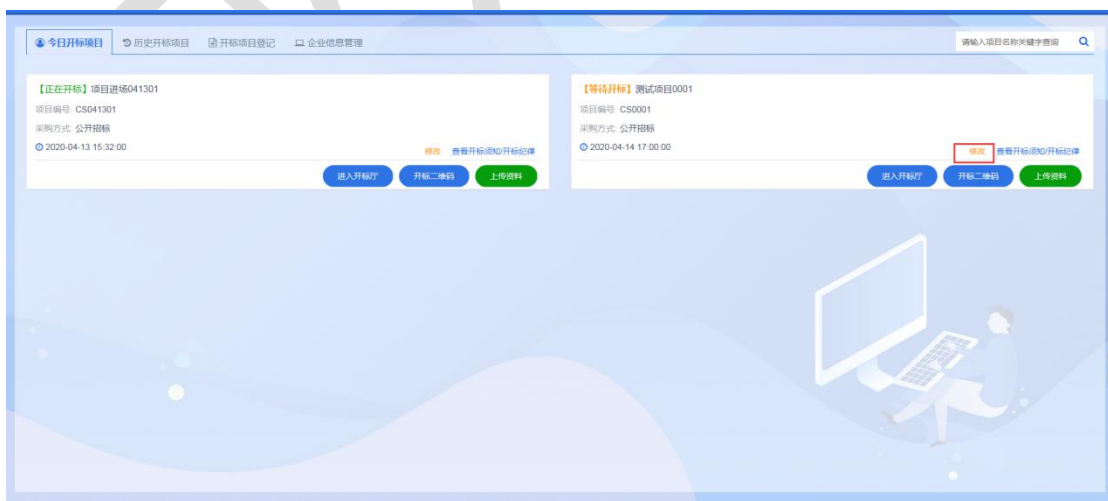 今日开标项目 历史开标项目 开标项目登记 企业信息管理 请输入项目名称关键字查询
【正在开标】项目进场041301
项目编号: CS041301
采购方式: 公开招标
2020-04-13 15:32:00 修改 查看开标须知/开标纪律
进入开标厅 开标二维码 上传资料
【等待开标】测试项目0001
项目编号: CS0001
采购方式: 公开招标
2020-04-14 17:00:00 修改 查看开标须知/开标纪律
进入开标厅 开标二维码 上传资料